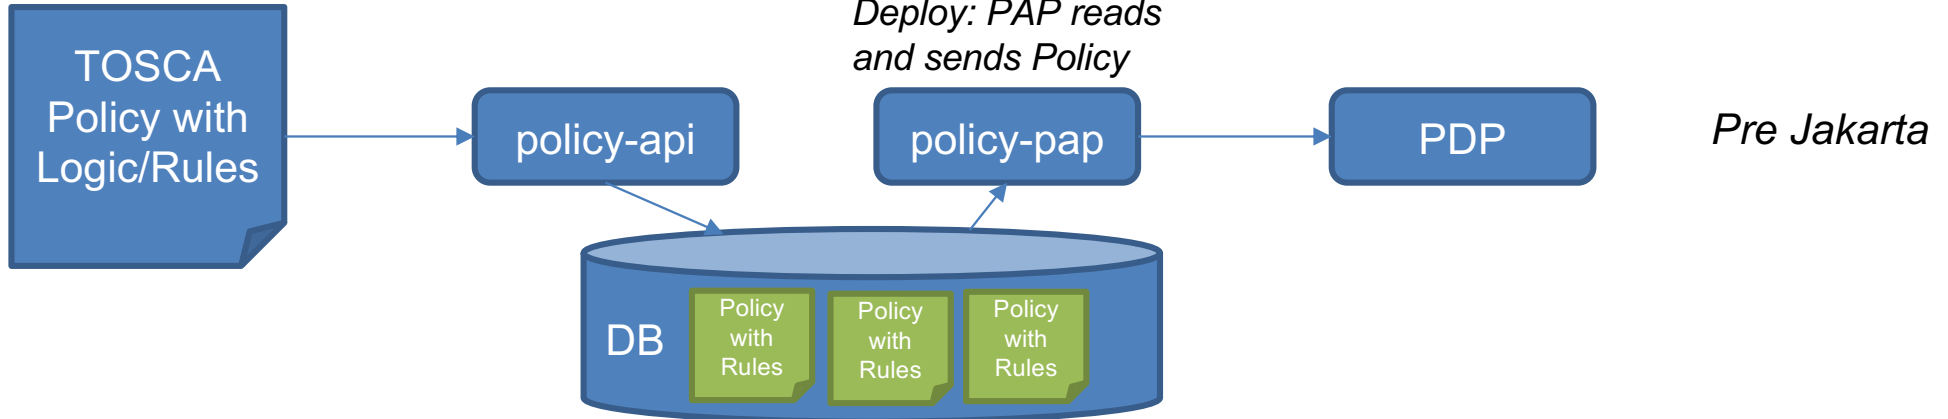 Deploy: PAP reads
and sends Policy
TOSCA
Policy with
Logic/Rules
policy-api
policy-pap
PDP
Pre Jakarta
DB
Policy
with
Rules
Policy
with
Rules
Policy
with
Rules